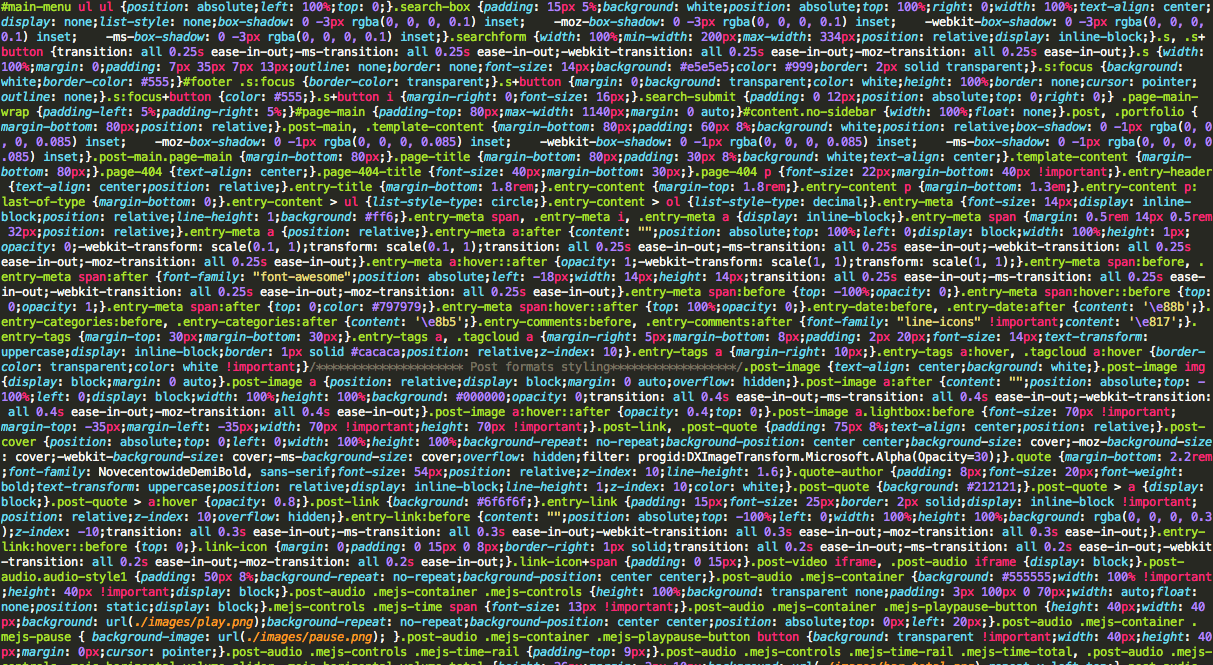 #main-menu ul ul {position: absolute;left: 100%;top: 0;}.search-box {padding: 15px 5%;background: white;position: absolute;top: 100%;right: 0;width: 100%;text-align: center;
display: none;list-style: none;box-shadow: 0 -3px rgba(0, 0, 0, 0.1) inset;    -moz-box-shadow: 0 -3px rgba(0, 0, 0, 0.1) inset;    -webkit-box-shadow: 0 -3px rgba(0, 0, 0,
0.1) inset;    -ms-box-shadow: 0 -3px rgba(0, 0, 0, 0.1) inset;}.searchform {width: 100%;min-width: 200px;max-width: 334px;position: relative;display: inline-block;}.s, .s+
button {transition: all 0.25s ease-in-out;-ms-transition: all 0.25s ease-in-out;-webkit-transition: all 0.25s ease-in-out;-moz-transition: all 0.25s ease-in-out;}.s {width:
100%;margin: 0;padding: 7px 35px 7px 13px;outline: none;border: none;font-size: 14px;background: #e5e5e5;color: #999;border: 2px solid transparent;}.s:focus {background:
white;border-color: #555;}#footer .s:focus {border-color: #555;}.s+button {margin: 0;background: transparent;color: white;height: 100%;border: none;cursor: pointer;
outline: none;}.s:focus+button {color: #555;}.s+button i {margin-right: 0;font-size: 16px;}.search-submit {padding: 0 12px;position: absolute;top: 0;right: 0;} .page-main-
wrap {padding-left: 5%;padding-right: 5%;}#page-main {padding-top: 80px;max-width: 1140px;margin: 0 auto;}#content.no-sidebar {width: 100%;float: none;}.post, .portfolio {
margin-bottom: 80px;position: relative;}.post-main, .template-content {margin-bottom: 80px;padding: 60px 8%;background: white;position: relative;box-shadow: 0 -1px rgba(0,
0, 0, 0.085) inset;    -moz-box-shadow: 0 -1px rgba(0, 0, 0, 0.085) inset;    -webkit-box-shadow: 0 -1px rgba(0, 0, 0, 0.085) inset;    -ms-box-shadow: 0 -1px rgba(0, 0, 0, 0
.085) inset;}.post-main.page-main {margin-bottom: 80px;}.page-title {margin-bottom: 80px;padding: 30px 8%;background: white;text-align: center;}.template-content {margin-
bottom: 80px;}.page-404 {text-align: center;}.page-404-title {font-size: 40px;margin-bottom: 30px;}.page-404 p {font-size: 22px;margin-bottom: 40px !important;}.entry-header
{text-align: center;position: relative;}.entry-title {margin-bottom: 1.8rem;}.entry-content {margin-top: 1.8rem;}.entry-content p {margin-bottom: 1.3em;}.entry-content p:
last-of-type {margin-bottom: 0;}.entry-content > ul {list-style-type: circle;}.entry-content > ol {list-style-type: decimal;}.entry-meta {font-size: 14px;display: inline-
block;position: relative;line-height: 1;background: #ff6;}.entry-meta span, .entry-meta i, .entry-meta a {display: inline-block;}.entry-meta span {margin: 0.5rem 14px 0.5rem
32px;position: relative;}.entry-meta a {position: relative;}.entry-meta a:after {content: "";position: absolute;top: 100%;left: 0;display: block;width: 100%;height: 1px;
opacity: 0;-webkit-transform: scale(0.1, 1);transform: scale(0.1, 1);transition: all 0.25s ease-in-out;-ms-transition: all 0.25s ease-in-out;-webkit-transition: all 0.25s
ease-in-out;-moz-transition: all 0.25s ease-in-out;}.entry-meta a:hover::after {opacity: 1;-webkit-transform: scale(1, 1);transform: scale(1, 1);}.entry-meta span:before, .
entry-meta span:after {font-family: "font-awesome";position: absolute;left: -18px;width: 14px;height: 14px;transition: all 0.25s ease-in-out;-ms-transition: all 0.25s ease-
in-out;-webkit-transition: all 0.25s ease-in-out;-moz-transition: all 0.25s ease-in-out;}.entry-meta span:before {top: -100%;opacity: 0;}.entry-meta span:hover::before {top:
0;opacity: 1;}.entry-meta span:after {top: 0;color: #797979;}.entry-meta span:hover::after {top: 100%;opacity: 0;}.entry-date:before, .entry-date:after {content: '\e88b';}.
entry-categories:before, .entry-categories:after {content: '\e8b5';}.entry-comments:before, .entry-comments:after {font-family: "line-icons" !important;content: '\e817';}.
entry-tags {margin-top: 30px;margin-bottom: 30px;}.entry-tags a, .tagcloud a {margin-right: 5px;margin-bottom: 8px;padding: 2px 20px;font-size: 14px;text-transform:
uppercase;display: inline-block;border: 1px solid #cacaca;position: relative;z-index: 10;}.entry-tags a {margin-right: 10px;}.entry-tags a:hover, .tagcloud a:hover {border-
color: transparent;color: white !important;}/********************* Post formats styling******************/.post-image {text-align: center;background: white;}.post-image img
{display: block;margin: 0 auto;}.post-image a {position: relative;display: block;margin: 0 auto;overflow: hidden;}.post-image a:after {content: "";position: absolute;top: -
100%;left: 0;display: block;width: 100%;height: 100%;background: #000000;opacity: 0;transition: all 0.4s ease-in-out;-ms-transition: all 0.4s ease-in-out;-webkit-transition:
all 0.4s ease-in-out;-moz-transition: all 0.4s ease-in-out;}.post-image a:hover::after {opacity: 0.4;top: 0;}.post-image a.lightbox:before {font-size: 70px !important;
margin-top: -35px;margin-left: -35px;width: 70px !important;height: 70px !important;}.post-link, .post-quote {padding: 75px 8%;text-align: center;position: relative;}.post-
cover {position: absolute;top: 0;left: 0;width: 100%;height: 100%;background-repeat: no-repeat;background-position: center center;background-size: cover;-moz-background-size
: cover;-webkit-background-size: cover;-ms-background-size: cover;overflow: hidden;filter: progid:DXImageTransform.Microsoft.Alpha(Opacity=30);}.quote {margin-bottom: 2.2rem
;font-family: NovecentowideDemiBold, sans-serif;font-size: 54px;position: relative;z-index: 10;line-height: 1.6;}.quote-author {padding: 8px;font-size: 20px;font-weight:
bold;text-transform: uppercase;position: relative;display: inline-block;line-height: 1;z-index: 10;color: white;}.post-quote {background: #212121;}.post-quote > a {display:
block;}.post-quote > a:hover {opacity: 0.8;}.post-link {background: #6f6f6f;}.entry-link {padding: 15px;font-size: 25px;border: 2px solid;display: inline-block !important;
position: relative;z-index: 10;overflow: hidden;}.entry-link:before {content: "";position: absolute;top: -100%;left: 0;width: 100%;height: 100%;background: rgba(0, 0, 0, 0.3
);z-index: -10;transition: all 0.3s ease-in-out;-ms-transition: all 0.3s ease-in-out;-webkit-transition: all 0.3s ease-in-out;-moz-transition: all 0.3s ease-in-out;}.entry-
link:hover::before {top: 0;}.link-icon {margin: 0;padding: 0 15px 0 8px;border-right: 1px solid;transition: all 0.2s ease-in-out;-ms-transition: all 0.2s ease-in-out;-webkit
-transition: all 0.2s ease-in-out;-moz-transition: all 0.2s ease-in-out;}.link-icon+span {padding: 0 15px;}.post-video iframe, .post-audio iframe {display: block;}.post-
audio.audio-style1 {padding: 50px 8%;background-repeat: no-repeat;background-position: center center;}.post-audio .mejs-container {background: #555555;width: 100% !important
;height: 40px !important;display: block;}.post-audio .mejs-container .mejs-controls {height: 100%;background: transparent none;padding: 3px 100px 0 70px;width: auto;float:
none;position: static;display: block;}.mejs-controls .mejs-time span {font-size: 13px !important;}.post-audio .mejs-container .mejs-playpause-button {height: 40px;width: 40
px;background: url(./images/play.png);background-repeat: no-repeat;background-position: center center;position: absolute;top: 0px;left: 20px;}.post-audio .mejs-container .
mejs-pause { background-image: url(./images/pause.png); }.post-audio .mejs-container .mejs-playpause-button button {background: transparent !important;width: 40px;height: 40
px;margin: 0px;cursor: pointer;}.post-audio .mejs-controls .mejs-time-rail {padding-top: 9px;}.post-audio .mejs-controls .mejs-time-rail .mejs-time-total, .post-audio .mejs-